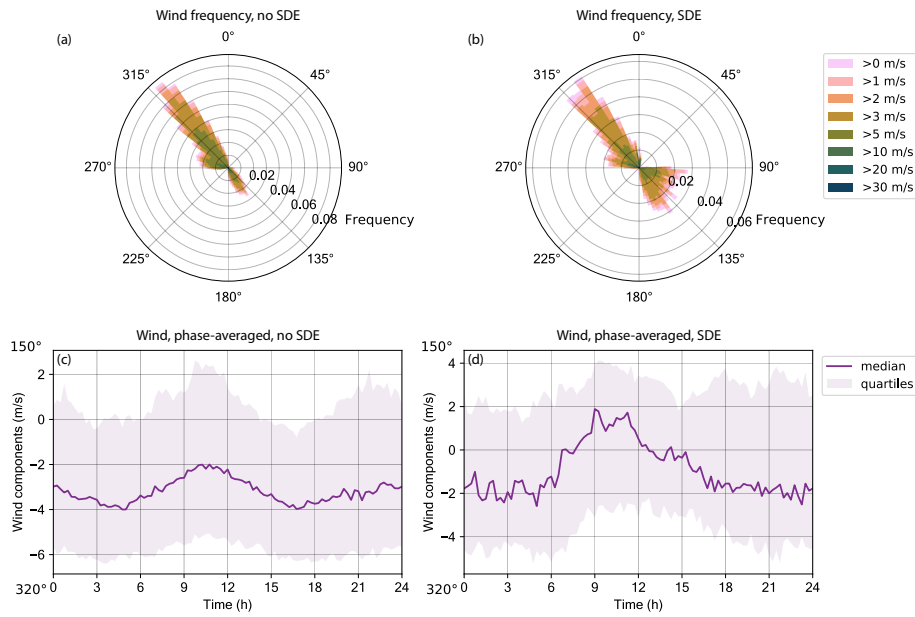 Wind frequency, no SDE
(a)
0°
45°
90°
135°
180°
225°
270°
315°
0.02
0.04
0.06
0.08
Frequency
Wind frequency, SDE
(b)
0°
45°
90°
135°
180°
225°
270°
315°
0.02
0.04
0.06
Frequency
>0 m/s
>1 m/s
>2 m/s
>3 m/s
>5 m/s
>10 m/s
>20 m/s
>30 m/s
Wind, phase-averaged, no SDE
150°
(c)
2
0
−2
−4
−6
320°
Wind components (m/s)
0 3 6 9 12 15 18 21 24
Time (h)
Wind, phase-averaged, SDE
150°
(d)
4
2
0
−2
−4
320°
Wind components (m/s)
0 3 6 9 12 15 18 21 24
Time (h)
median
quartiles